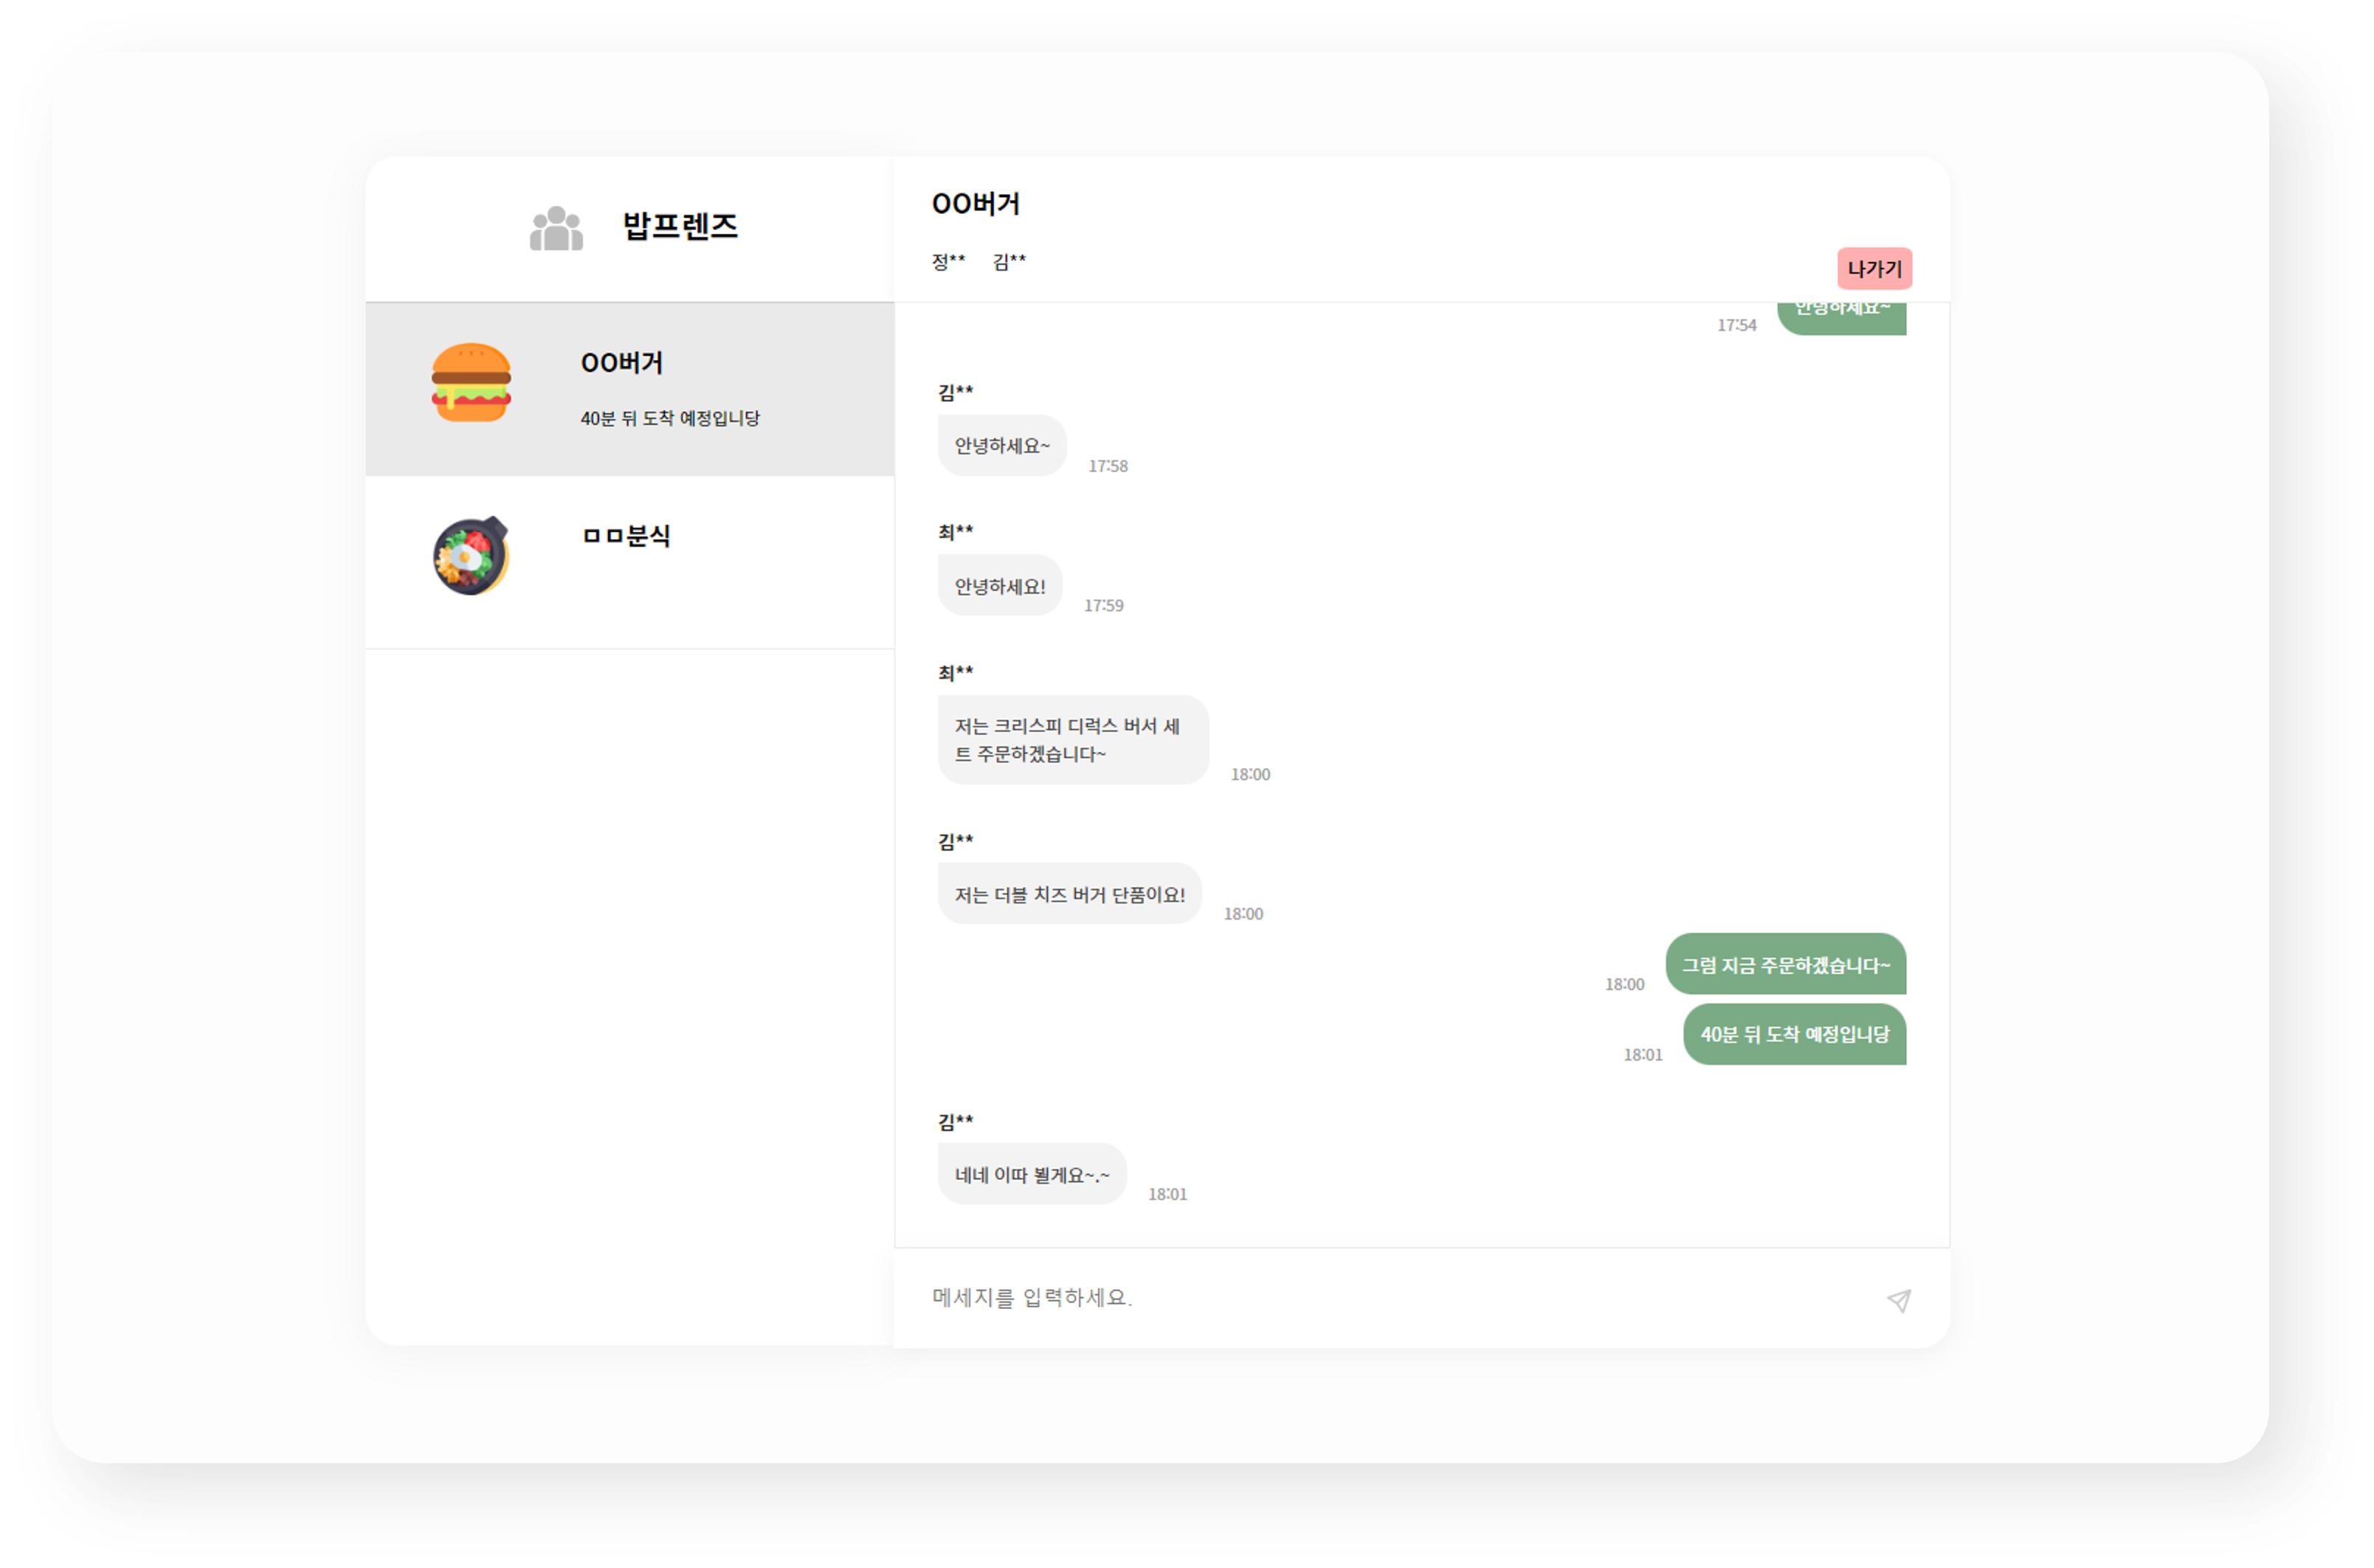 밥프렌즈
OO버거
40분 뒤 도착 예정입니당
ㅁㅁ분식
OO버거
정** 김**
나가기
안녕하세요~
17:54
김**
안녕하세요~
17:58
최**
안녕하세요!
17:59
최**
저는 크리스피 디럭스 버서 세
트 주문하겠습니다~
18:00
김**
저는 더블 치즈 버거 단품이요!
18:00
그럼 지금 주문하겠습니다~
18:00
40분 뒤 도착 예정입니당
18:01
김**
네네 이따 뵐게요~.~
18:01
메세지를 입력하세요.